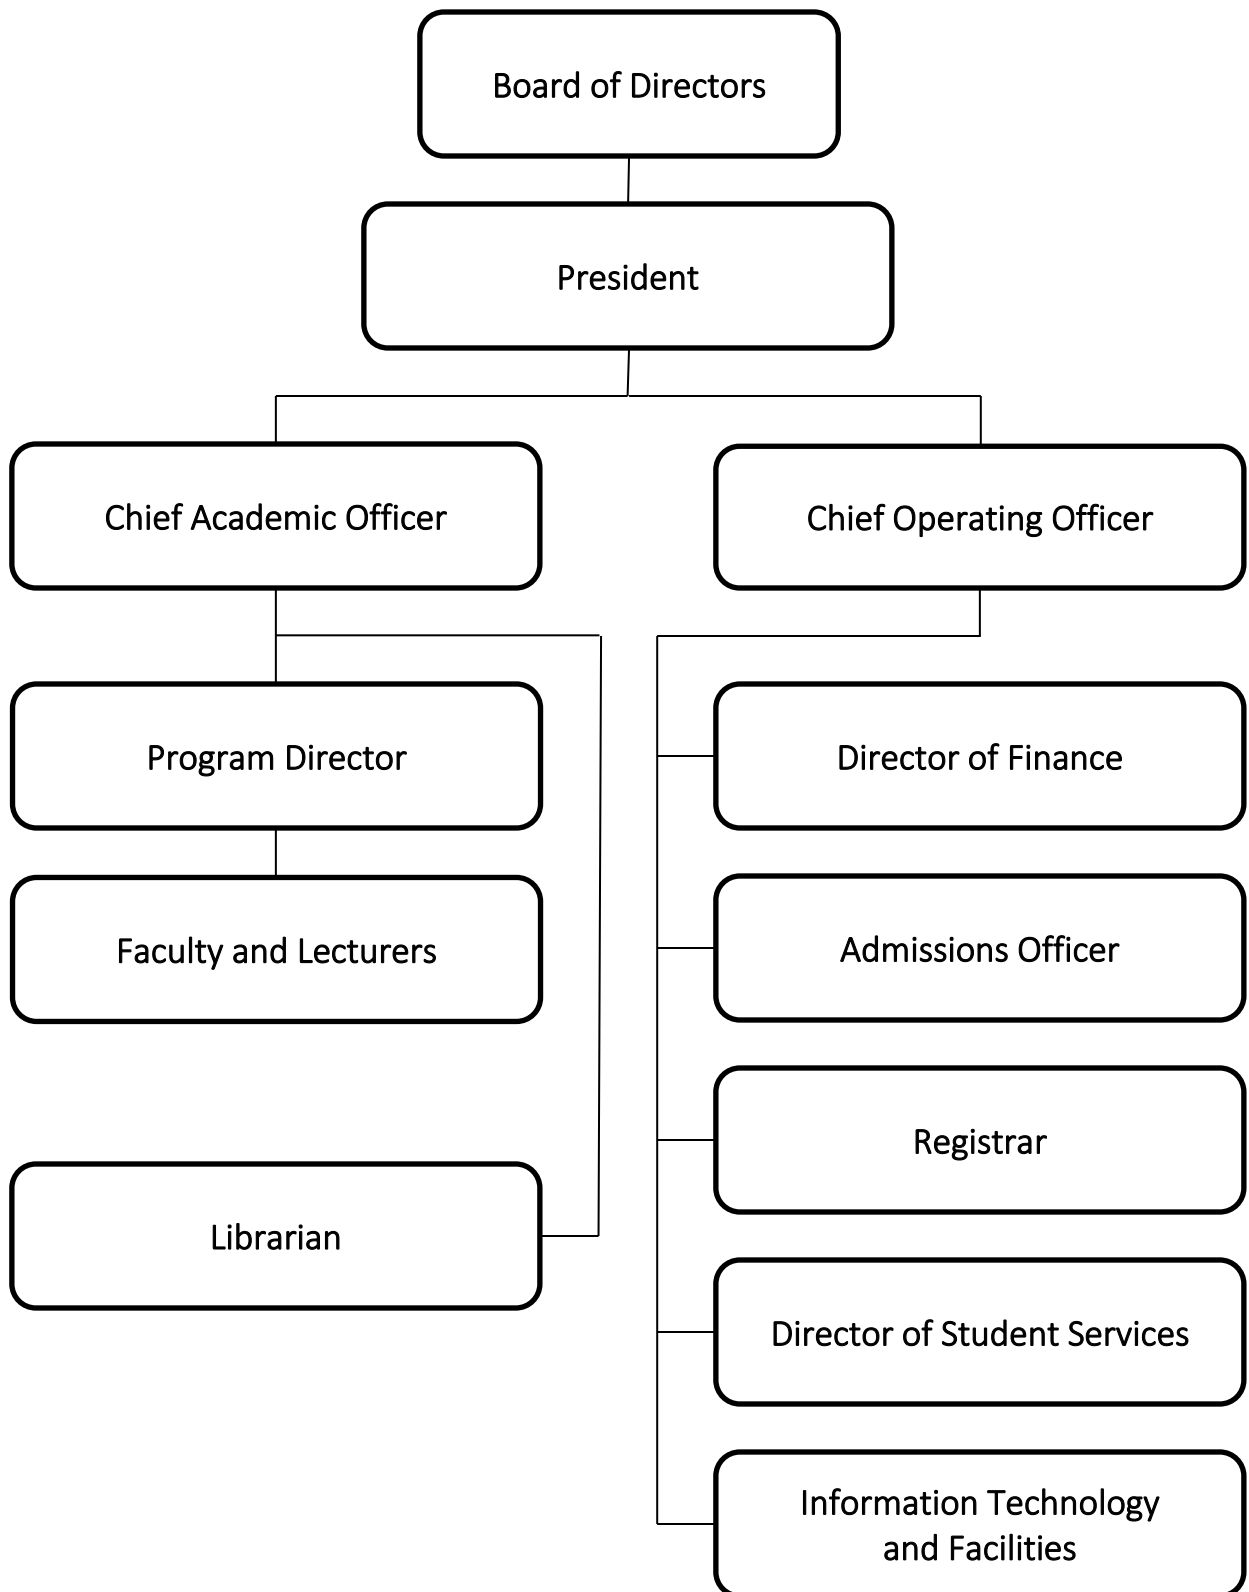 Board of Directors
President
Chief Academic Officer
Chief Operating Officer
Program Director
Director of Finance
Faculty and Lecturers
Admissions Officer
Registrar
Librarian
Director of Student Services
Information Technology
and Facilities